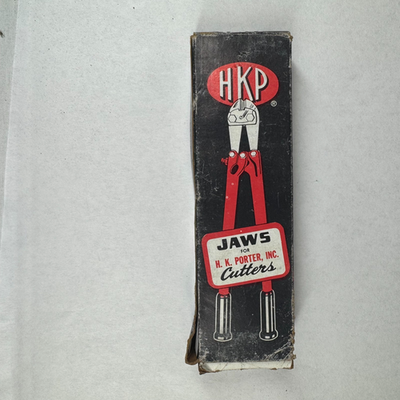 HKP
®
JAWS
FOR
H. K. PORTER, INC.
Cutters